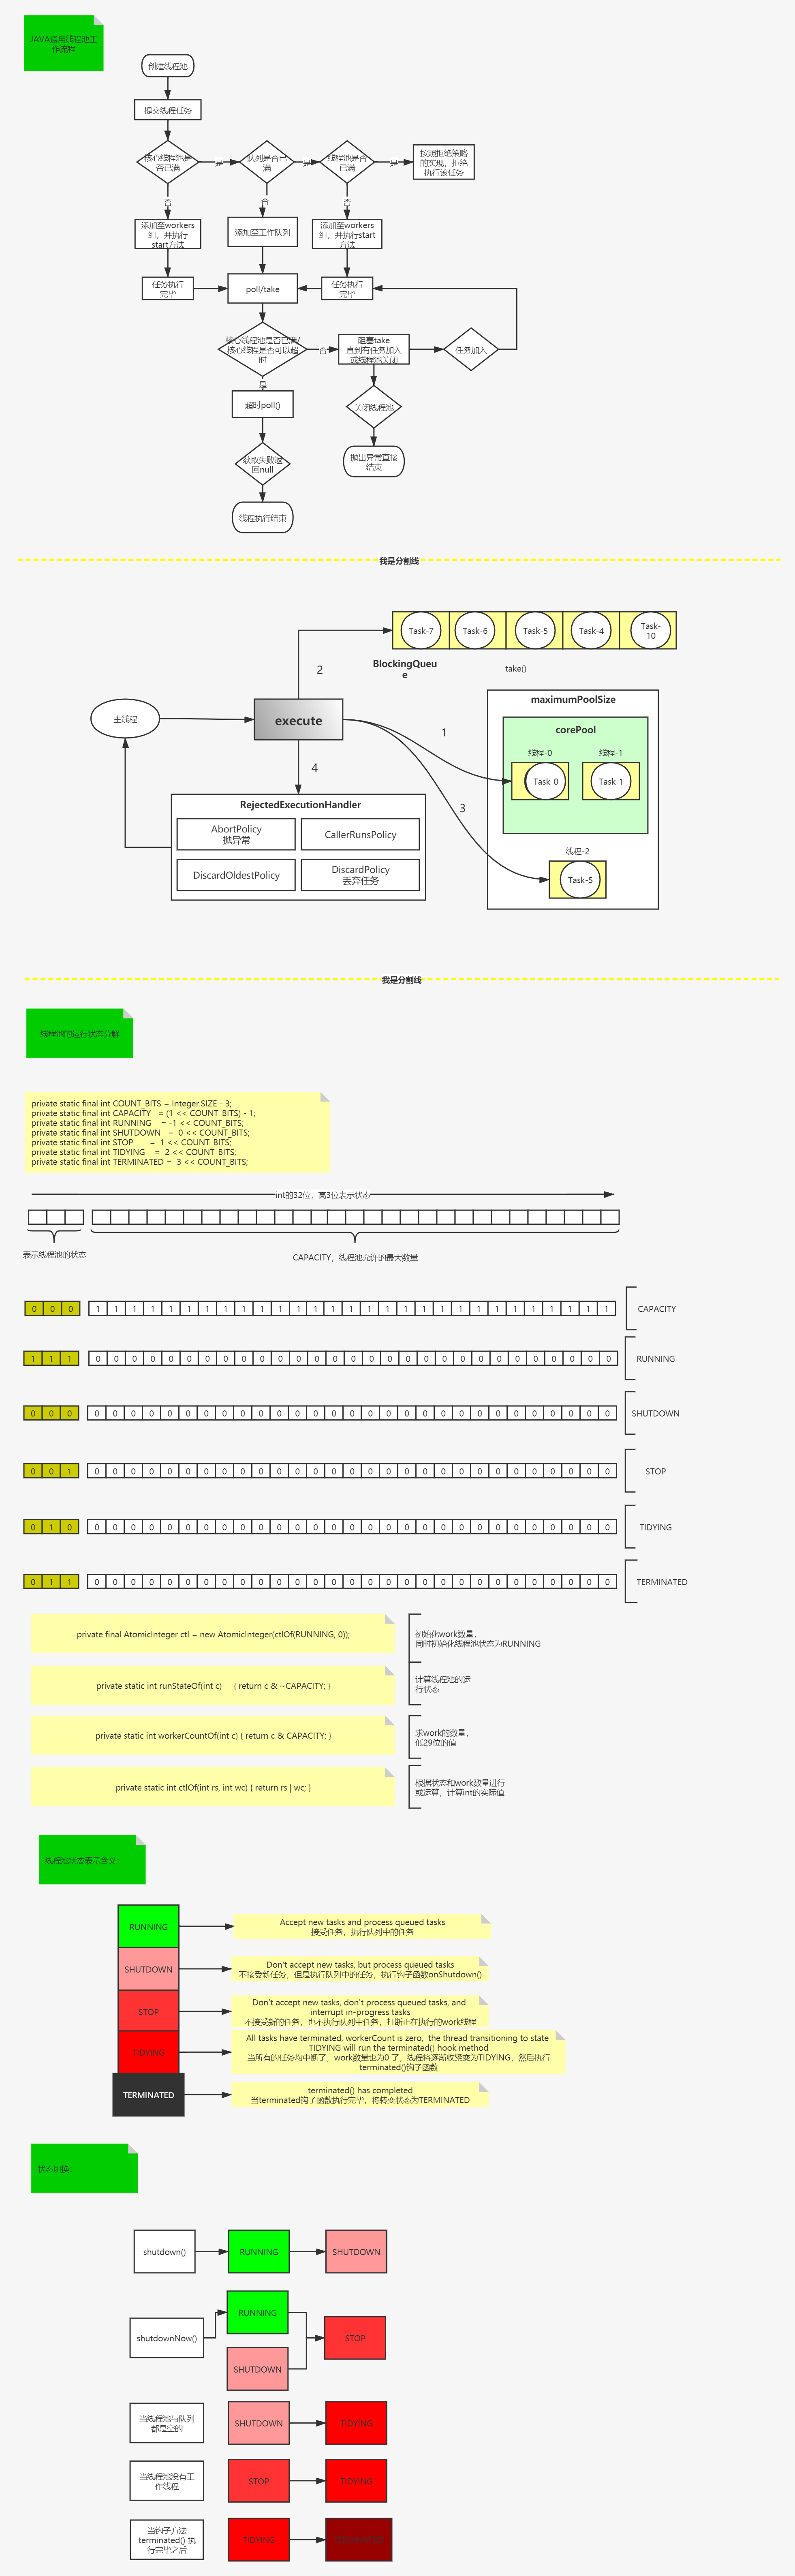 JAVA通用线程池工
作流程
创建线程池
提交线程任务
核心线程池是
否已满
是
队列是否已
满
是
线程池是否
已满
是
按照拒绝策略
的实现，拒绝
执行该任务
否
否
否
添加至workers
组，并执行
start方法
添加至工作队列
添加至workers
组，并执行start
方法
任务执行
完毕
poll/take
任务执行
完毕
核心线程池是否已满/
核心线程是否可以超
时
否
阻塞take
直到有任务加入
或线程池关闭
任务加入
是
超时poll()
关闭线程池
获取失败返
回null
抛出异常直接
结束
线程执行结束
我是分割线
Task-7
Task-6
Task-5
Task-4
Task-
10
BlockingQueu
e
take()
2
主线程
execute
1
3
4
maximumPoolSize
corePool
线程-0
线程-1
Task-0
Task-1
线程-2
Task-5
RejectedExecutionHandler
AbortPolicy
抛异常
CallerRunsPolicy
DiscardOldestPolicy
DiscardPolicy
丢弃任务
我是分割线
线程池的运行状态分解
private static final int COUNT_BITS = Integer.SIZE - 3;
private static final int CAPACITY   = (1 << COUNT_BITS) - 1;
private static final int RUNNING    = -1 << COUNT_BITS;
private static final int SHUTDOWN   =  0 << COUNT_BITS;
private static final int STOP       =  1 << COUNT_BITS;
private static final int TIDYING    =  2 << COUNT_BITS;
private static final int TERMINATED =  3 << COUNT_BITS;
int的32位，高3位表示状态
表示线程池的状态
CAPACITY，线程池允许的最大数量
0 0 0 1 1 1 1 1 1 1 1 1 1 1 1 1 1 1 1 1 1 1 1 1 1 1 1 1 1 1 1 1 CAPACITY
1 1 1 0 0 0 0 0 0 0 0 0 0 0 0 0 0 0 0 0 0 0 0 0 0 0 0 0 0 0 0 0 RUNNING
0 0 0 0 0 0 0 0 0 0 0 0 0 0 0 0 0 0 0 0 0 0 0 0 0 0 0 0 0 0 0 0 SHUTDOWN
0 0 1 0 0 0 0 0 0 0 0 0 0 0 0 0 0 0 0 0 0 0 0 0 0 0 0 0 0 0 0 0 STOP
0 1 0 0 0 0 0 0 0 0 0 0 0 0 0 0 0 0 0 0 0 0 0 0 0 0 0 0 0 0 0 0 TIDYING
0 1 1 0 0 0 0 0 0 0 0 0 0 0 0 0 0 0 0 0 0 0 0 0 0 0 0 0 0 0 0 0 TERMINATED
private final AtomicInteger ctl = new AtomicInteger(ctlOf(RUNNING, 0));
初始化work数量，
同时初始化线程池状态为RUNNING
private static int runStateOf(int c)     { return c & ~CAPACITY; }
计算线程池的运
行状态
private static int workerCountOf(int c) { return c & CAPACITY; }
求work的数量，
低29位的值
private static int ctlOf(int rs, int wc) { return rs | wc; }
根据状态和work数量进行
或运算，计算int的实际值
线程池状态表示含义：
RUNNING
Accept new tasks and process queued tasks
接受任务，执行队列中的任务
SHUTDOWN
Don't accept new tasks, but process queued tasks
不接受新任务，但是执行队列中的任务，执行钩子函数onShutdown()
STOP
Don't accept new tasks, don't process queued tasks, and
interrupt in-progress tasks
不接受新的任务，也不执行队列中任务，打断正在执行的work线程
TIDYING
All tasks have terminated, workerCount is zero,  the thread transitioning to state
TIDYING will run the terminated() hook method
当所有的任务均中断了，work数量也为0 了，线程将逐渐收紧变为TIDYING，然后执行
terminated()钩子函数
TERMINATED
terminated() has completed
当terminated钩子函数执行完毕，将转变状态为TERMINATED
状态切换：
shutdown()
RUNNING
SHUTDOWN
shutdownNow()
RUNNING
SHUTDOWN
STOP
当线程池与队列
都是空的
SHUTDOWN
TIDYING
当线程池没有工
作线程
STOP
TIDYING
当钩子方法
terminated() 执
行完毕之后
TIDYING